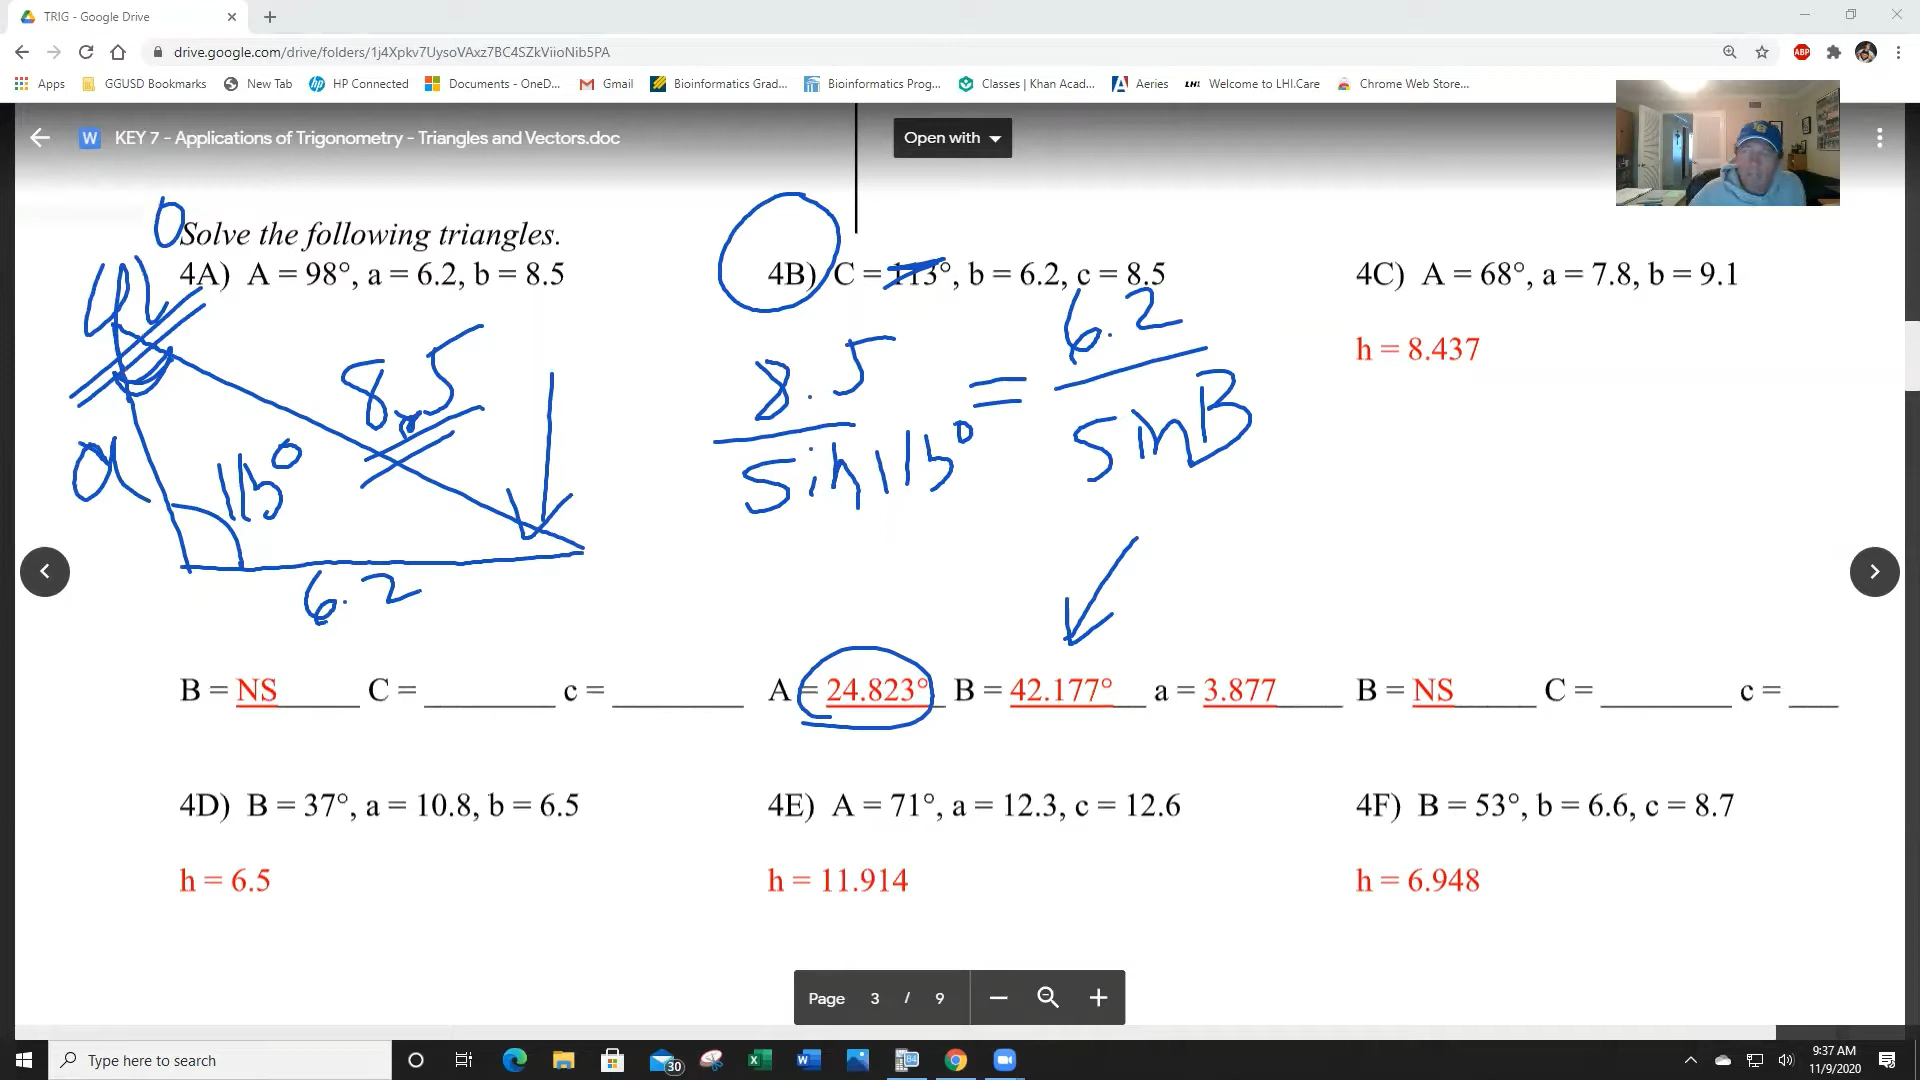 TRIG - Google Drive
drive.google.com/drive/folders/1j4Xpkv7UysoVAxz7BC4SZkViioNib5PA
ABP
Apps GGUSD Bookmarks New Tab HP Connected Documents - OneD... Gmail Bioinformatics Grad... Bioinformatics Prog... Classes | Khan Acad... Aeries LHI Welcome to LHI.Care Chrome Web Store...
W KEY 7 - Applications of Trigonometry - Triangles and Vectors.doc Open with
Solve the following triangles.
4A) A = 98°, a = 6.2, b = 8.5 4B) C = 113°, b = 6.2, c = 8.5 4C) A = 68°, a = 7.8, b = 9.1
h = 8.437
8.5
113°
6.2
8.5 = 6.2
sin 113° sin B
B = NS C = c = A = 24.823° B = 42.177° a = 3.877 B = NS C = c =
4D) B = 37°, a = 10.8, b = 6.5 4E) A = 71°, a = 12.3, c = 12.6 4F) B = 53°, b = 6.6, c = 8.7
h = 6.5 h = 11.914 h = 6.948
Page 3 / 9
Type here to search
30
84
9:37 AM
11/9/2020